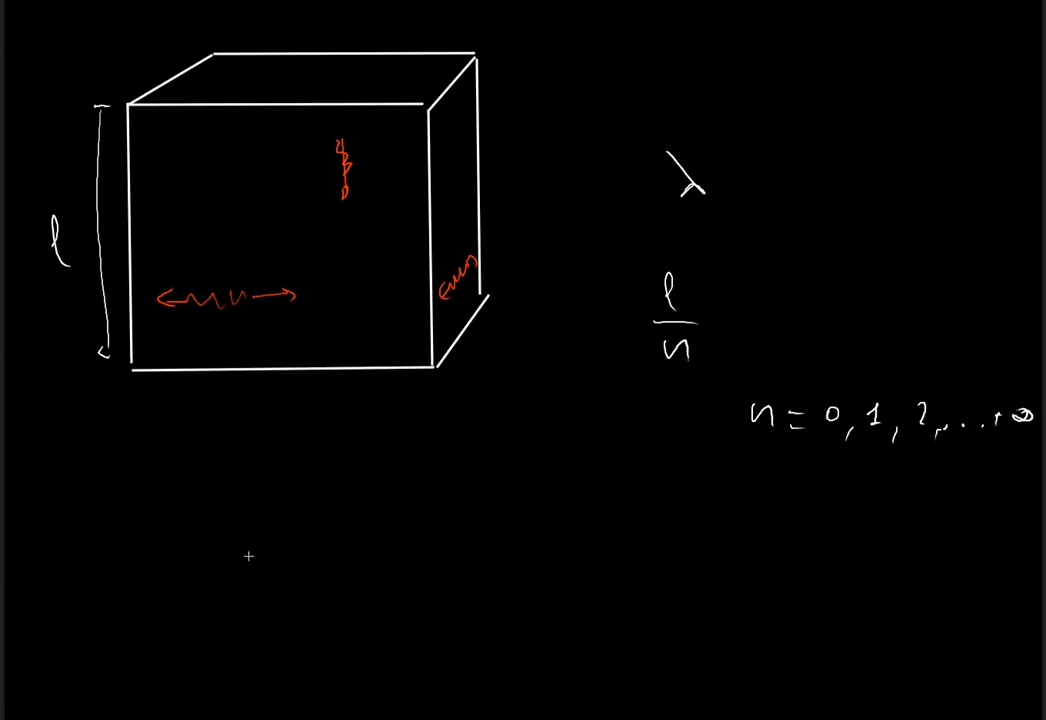 l
λ
l
n
n = 0, 1, 2, . . . , ∞